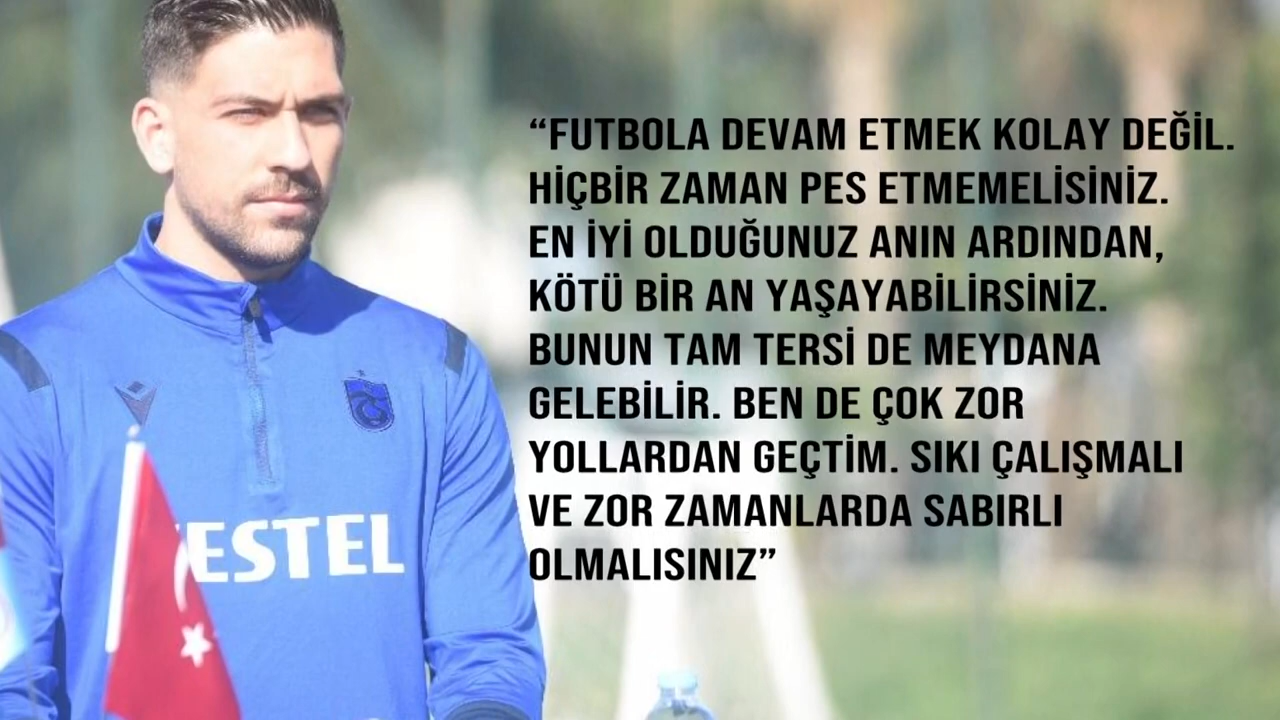 “FUTBOLA DEVAM ETMEK KOLAY DEĞİL.
HİÇBİR ZAMAN PES ETMEMELİSİNİZ.
EN İYİ OLDUĞUNUZ ANIN ARDINDAN,
KÖTÜ BİR AN YAŞAYABİLİRSİNİZ.
BUNUN TAM TERSİ DE MEYDANA
GELEBİLİR. BEN DE ÇOK ZOR
YOLLARDAN GEÇTİM. SIKI ÇALIŞMALI
VE ZOR ZAMANLARDA SABIRLI
OLMALISINIZ”
ESTEL